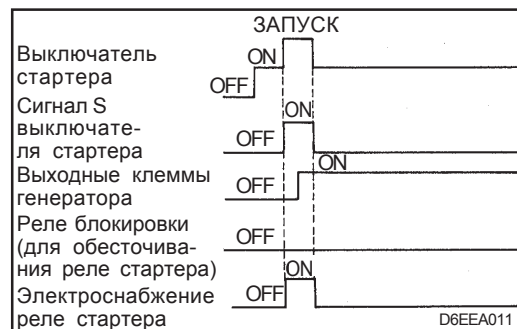 ЗАПУСК
Выключатель
стартера
ON
OFF
Сигнал S
выключате-
ля стартера
ON
OFF
Выходные клеммы
генератора
ON
OFF
Реле блокировки
(для обесточива-
ния реле стартера)
OFF
Электроснабжение
реле стартера
ON
OFF
D6EEA011